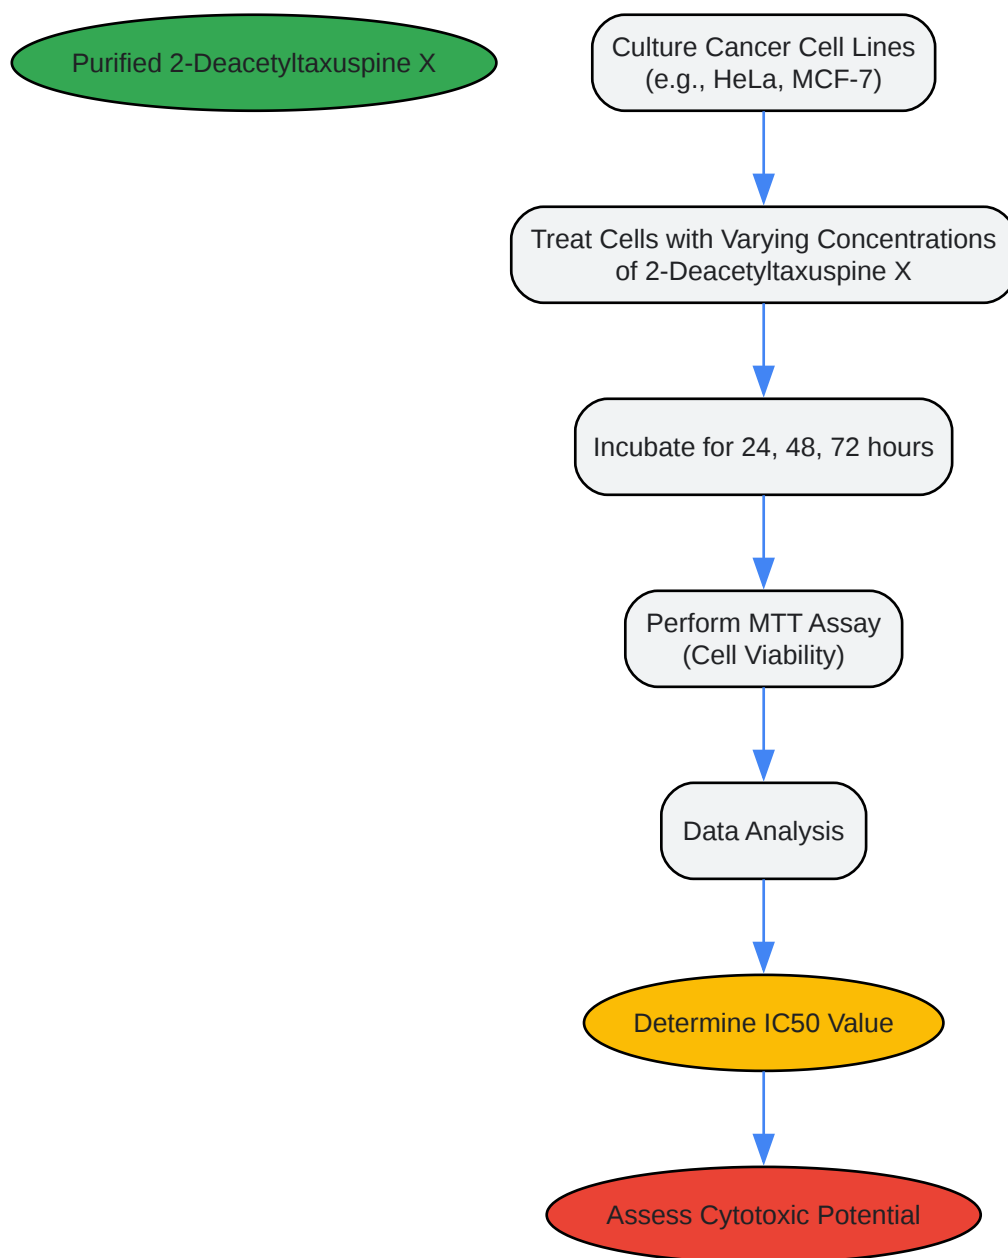 Purified 2-Deacetyltaxuspine X
Culture Cancer Cell Lines
(e.g., HeLa, MCF-7)
Treat Cells with Varying Concentrations
of 2-Deacetyltaxuspine X
Incubate for 24, 48, 72 hours
Perform MTT Assay
(Cell Viability)
Data Analysis
Determine IC50 Value
Assess Cytotoxic Potential